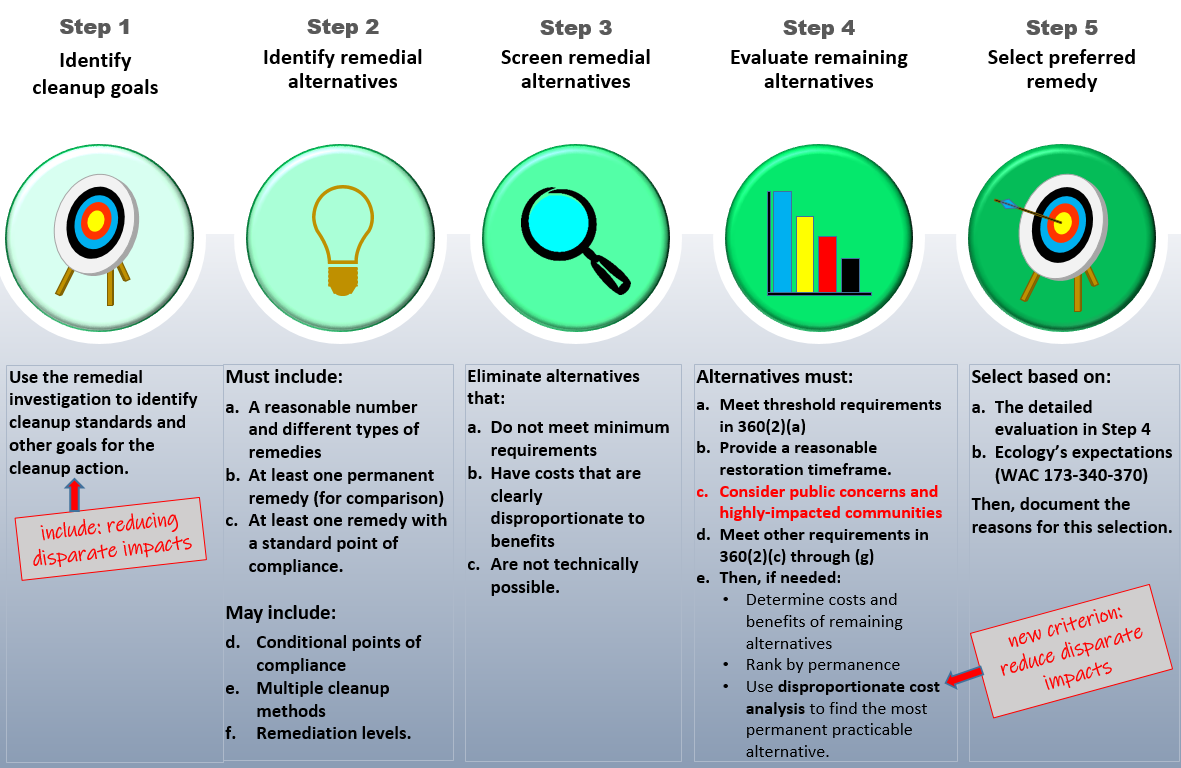 Step 1
Identify
cleanup goals
Use the remedial
investigation to identify
cleanup standards and
other goals for the
cleanup action.
include: reducing
disparate impacts
Step 2
Identify remedial
alternatives
Must include:
a. A reasonable number
and different types of
remedies
b. At least one permanent
remedy (for comparison)
c. At least one remedy with
a standard point of
compliance.
May include:
d. Conditional points of
compliance
e. Multiple cleanup
methods
f. Remediation levels.
Step 3
Screen remedial
alternatives
Eliminate alternatives
that:
a. Do not meet minimum
requirements
b. Have costs that are
clearly
disproportionate to
benefits
c. Are not technically
possible.
Step 4
Evaluate remaining
alternatives
Alternatives must:
a. Meet threshold requirements
in 360(2)(a)
b. Provide a reasonable
restoration timeframe.
c. Consider public concerns and
highly-impacted communities
d. Meet other requirements in
360(2)(c) through (g)
e. Then, if needed:
• Determine costs and
benefits of remaining
alternatives
• Rank by permanence
• Use disproportionate cost
analysis to find the most
permanent practicable
alternative.
Step 5
Select preferred
remedy
Select based on:
a. The detailed
evaluation in Step 4
b. Ecology’s expectations
(WAC 173-340-370)
Then, document the
reasons for this selection.
new criterion:
reduce disparate
impacts